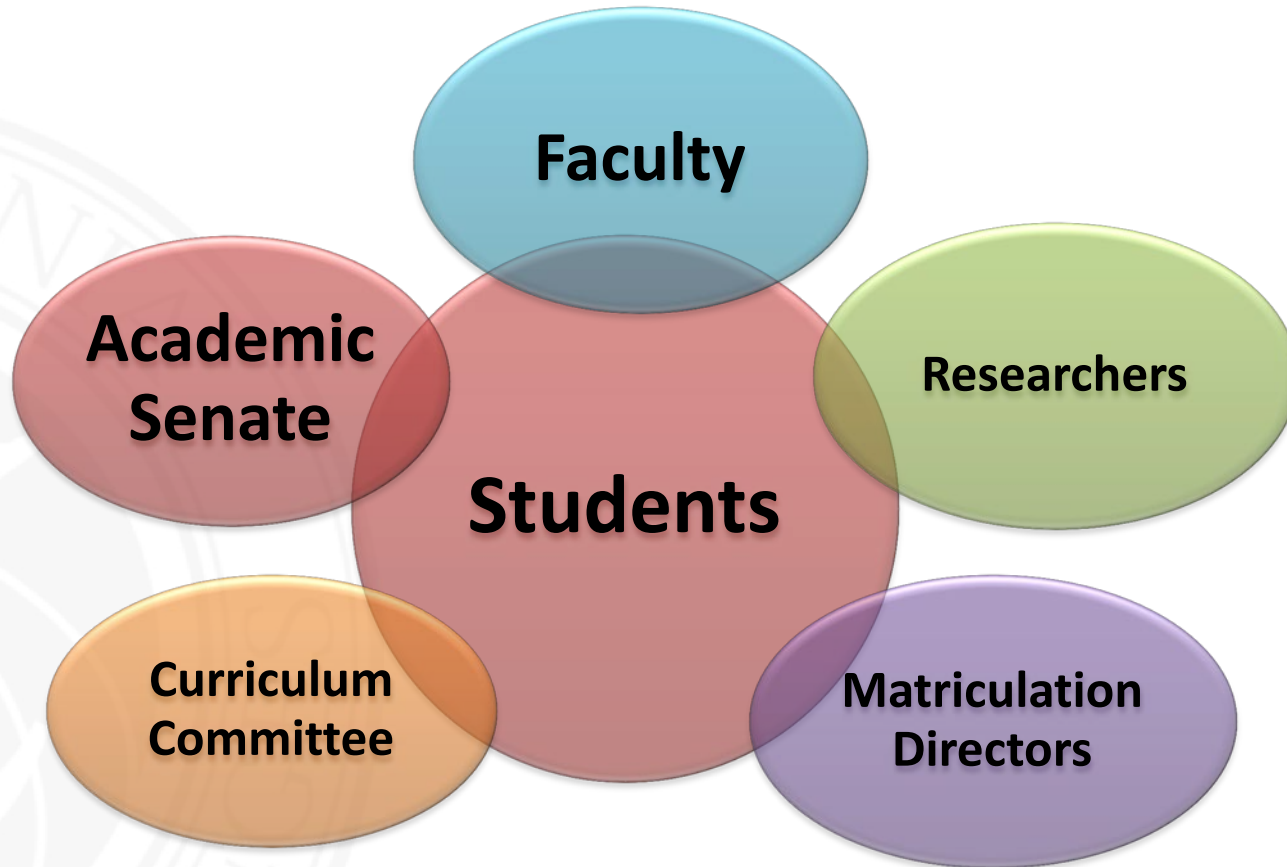 Faculty
Academic
Senate
Researchers
Students
Curriculum
Committee
Matriculation
Directors